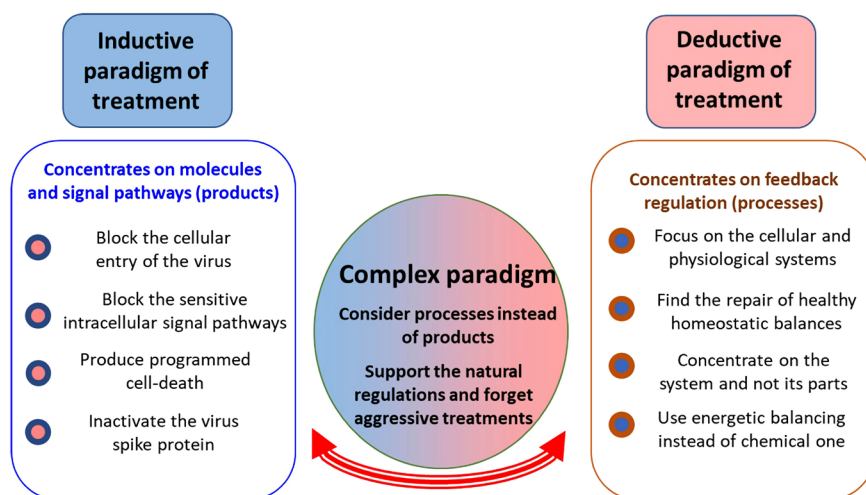 Inductive
paradigm of
treatment
Concentrates on molecules
and signal pathways (products)
Block the cellular
entry of the virus
Block the sensitive
intracellular signal pathways
Produce programmed
cell-death
Inactivate the virus
spike protein
Complex paradigm
Consider processes instead
of products
Support the natural
regulations and forget
aggressive treatments
Deductive
paradigm of
treatment
Concentrates on feedback
regulation (processes)
Focus on the cellular and
physiological systems
Find the repair of healthy
homeostatic balances
Concentrate on the
system and not its parts
Use energetic balancing
instead of chemical one